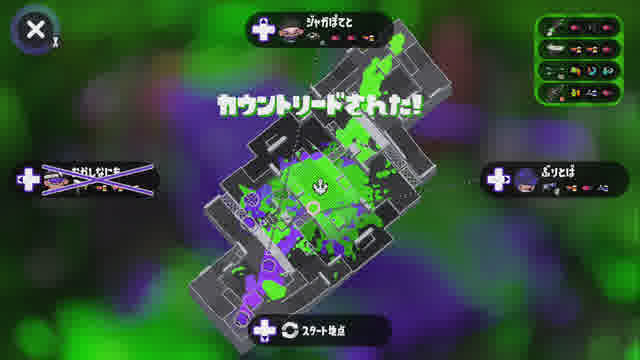 ジャガぽてと
カウントリードされた!
ぷりとぱ
スタート地点